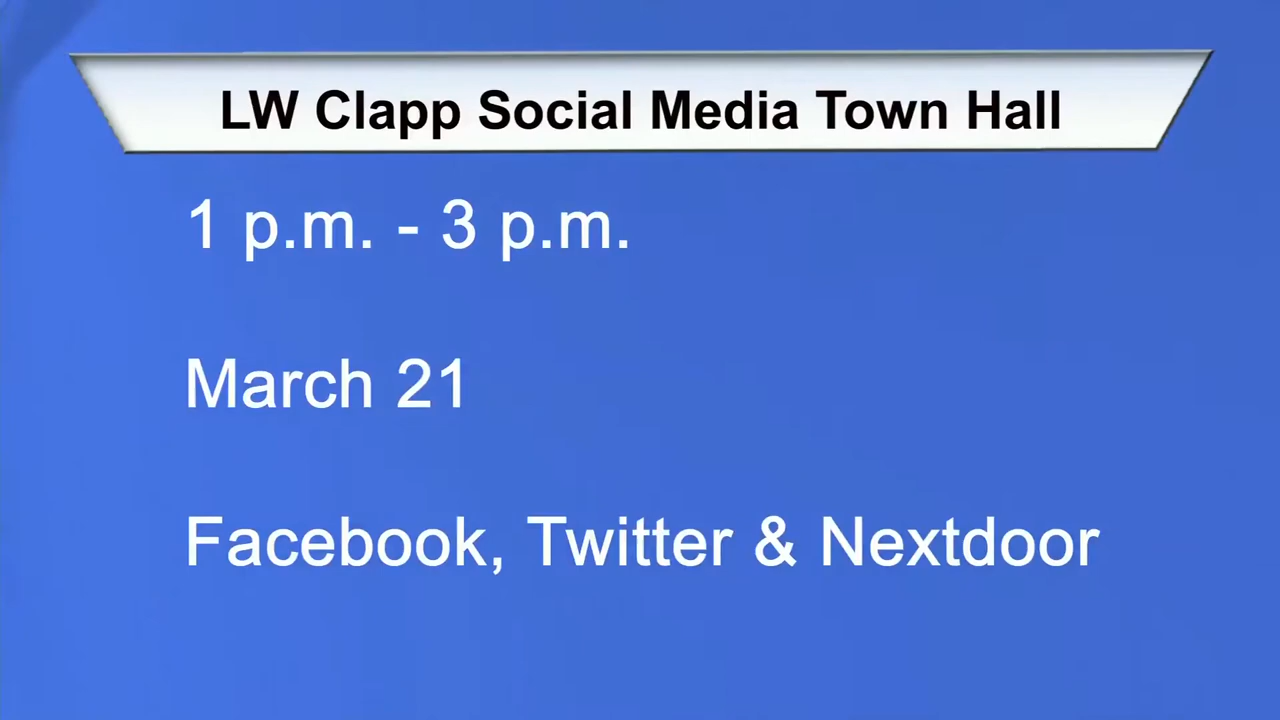 LW Clapp Social Media Town Hall
1 p.m. - 3 p.m.
March 21
Facebook, Twitter & Nextdoor